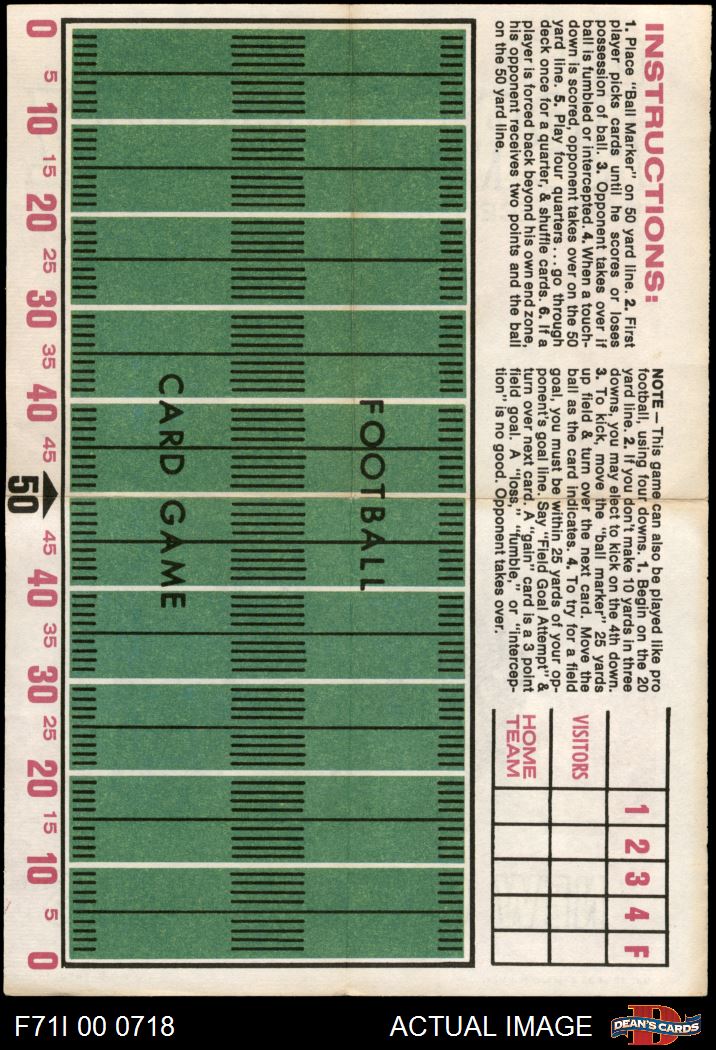 INSTRUCTIONS:
1. Place "Ball Marker" on 50 yard line. 2. First
player picks cards until he scores or loses
possession of ball. 3. Opponent takes over if
ball is fumbled or intercepted. 4. When a touch-
down is scored, opponent takes over on the 50
yard line. 5. Play four quarters...go through
deck once for a quarter, & shuffle cards. 6. If a
player is forced back beyond his own end zone,
his opponent receives two points and the ball
on the 50 yard line.
NOTE — This game can also be played like pro
football, using four downs. 1. Begin on the 20
yard line. 2. If you don't make 10 yards in three
downs, you may elect to kick on the 4th down.
3. To kick, move the "ball marker" 25 yards
up field & turn over the next card. Move the
ball as the card indicates. 4. To try for a field
goal, you must be within 25 yards of your op-
ponent's goal line. Say "Field Goal Attempt" &
turn over next card. A "gain" card is a 3 point
field goal. A "loss," "fumble," or "intercep-
tion" is no good. Opponent takes over.
1 2 3 4 F
VISITORS
HOME
TEAM
FOOTBALL
CARD GAME
0 5 10 15 20 25 30 35 40 45 50 45 40 35 30 25 20 15 10 5 0
F71I 00 0718
ACTUAL IMAGE
D
DEAN'S CARDS